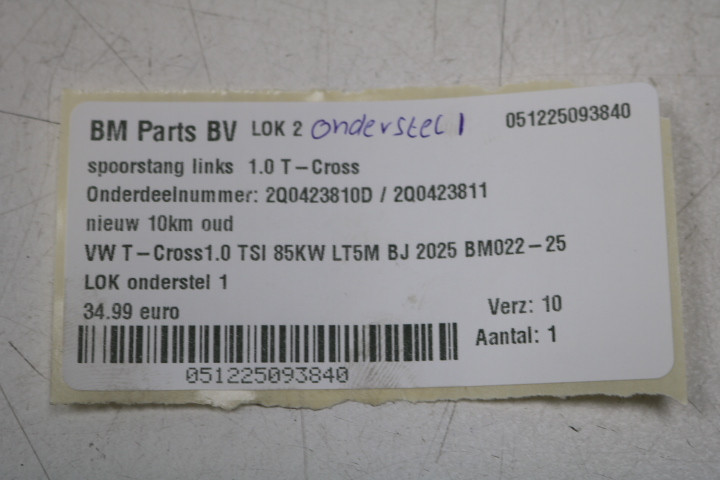 BM Parts BV LOK 2 onderstel 1 051225093840
spoorstang links 1.0 T-Cross
Onderdeelnummer: 2Q0423810D / 2Q0423811
nieuw 10km oud
VW T-Cross1.0 TSI 85KW LT5M BJ 2025 BM022-25
LOK onderstel 1
34.99 euro Verz: 10
Aantal: 1
051225093840